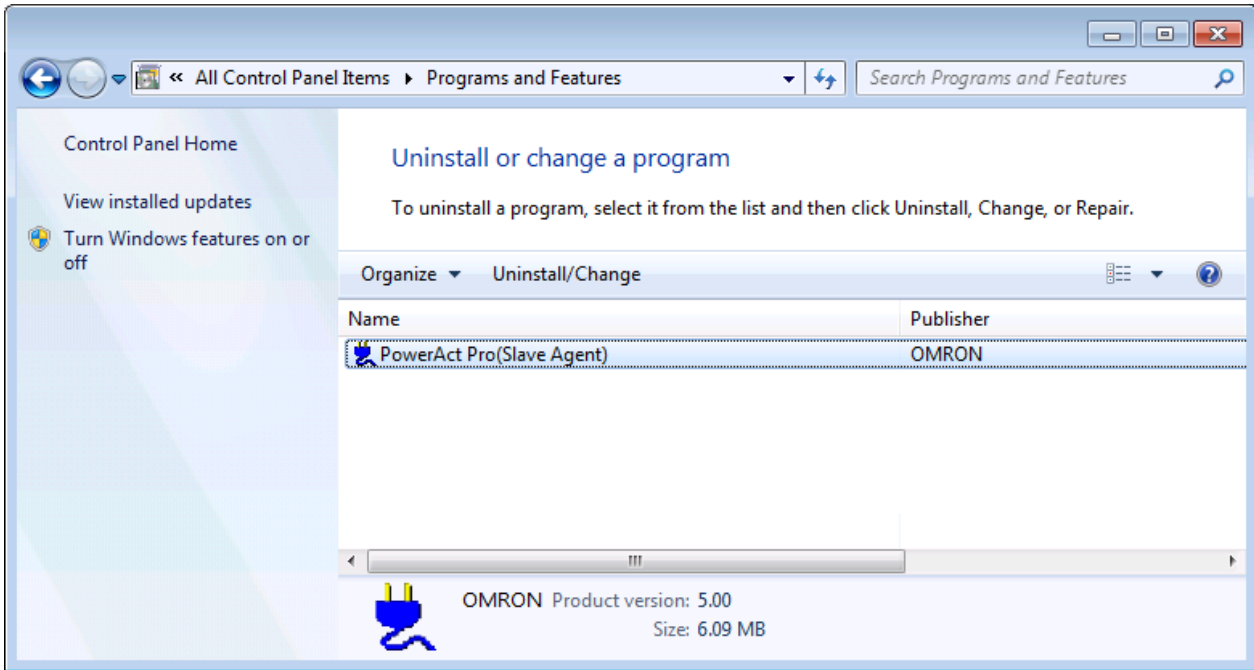 « All Control Panel Items ▸ Programs and Features
Search Programs and Features
Control Panel Home
View installed updates
Turn Windows features on or
off
Uninstall or change a program
To uninstall a program, select it from the list and then click Uninstall, Change, or Repair.
Organize Uninstall/Change
Name Publisher
PowerAct Pro(Slave Agent) OMRON
OMRON Product version: 5.00
Size: 6.09 MB